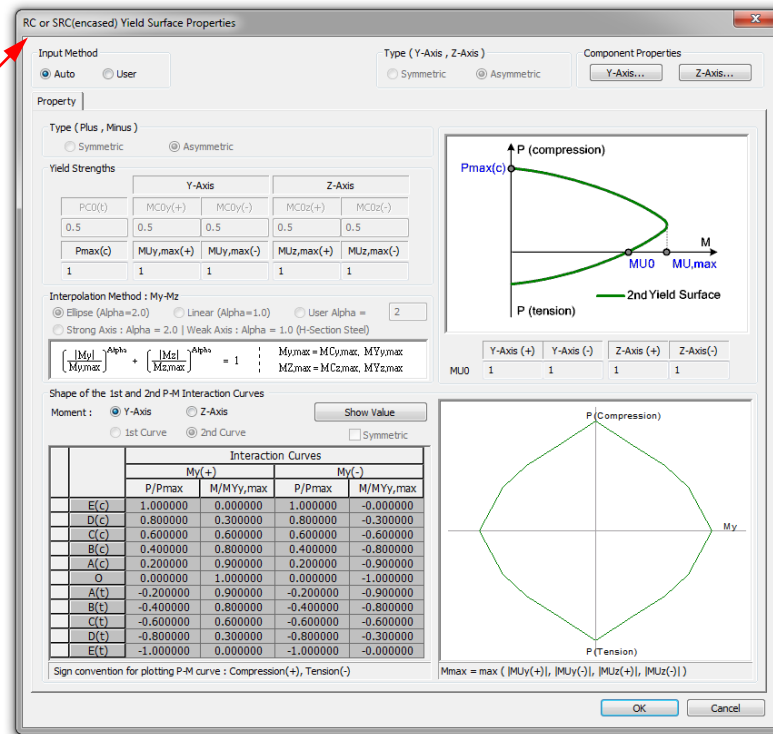 RC or SRC(encased) Yield Surface Properties
Input Method
Auto User
Type ( Y-Axis , Z-Axis )
Symmetric Asymmetric
Component Properties
Y-Axis... Z-Axis...
Property
Type ( Plus , Minus )
Symmetric Asymmetric
Yield Strengths
Y-Axis Z-Axis
PC0(t) MC0y(+) MC0y(-) MC0z(+) MC0z(-)
0.5 0.5 0.5 0.5 0.5
Pmax(c) MUy,max(+) MUy,max(-) MUz,max(+) MUz,max(-)
1 1 1 1 1
P (compression)
Pmax(c)
M
MU0 MU,max
2nd Yield Surface
P (tension)
Y-Axis (+) Y-Axis (-) Z-Axis (+) Z-Axis(-)
MU0 1 1 1 1
Interpolation Method : My-Mz
Ellipse (Alpha=2.0) Linear (Alpha=1.0) User Alpha = 2
Strong Axis : Alpha = 2.0 | Weak Axis : Alpha = 1.0 (H-Section Steel)
(|My|/My,max)^Alpha + (|Mz|/Mz,max)^Alpha = 1
My,max = MCy,max, MYy,max
MZ,max = MCz,max, MYz,max
Shape of the 1st and 2nd P-M Interaction Curves
Moment : Y-Axis Z-Axis Show Value
1st Curve 2nd Curve Symmetric
Interaction Curves
My(+) My(-)
P/Pmax M/MYy,max P/Pmax M/MYy,max
E(c) 1.000000 0.000000 1.000000 -0.000000
D(c) 0.800000 0.300000 0.800000 -0.300000
C(c) 0.600000 0.600000 0.600000 -0.600000
B(c) 0.400000 0.800000 0.400000 -0.800000
A(c) 0.200000 0.900000 0.200000 -0.900000
O 0.000000 1.000000 0.000000 -1.000000
A(t) -0.200000 0.900000 -0.200000 -0.900000
B(t) -0.400000 0.800000 -0.400000 -0.800000
C(t) -0.600000 0.600000 -0.600000 -0.600000
D(t) -0.800000 0.300000 -0.800000 -0.300000
E(t) -1.000000 0.000000 -1.000000 -0.000000
Sign convention for plotting P-M curve : Compression(+), Tension(-)
P(Compression)
My
P(Tension)
Mmax = max ( |MUy(+)|, |MUy(-)|, |MUz(+)|, |MUz(-)| )
OK Cancel